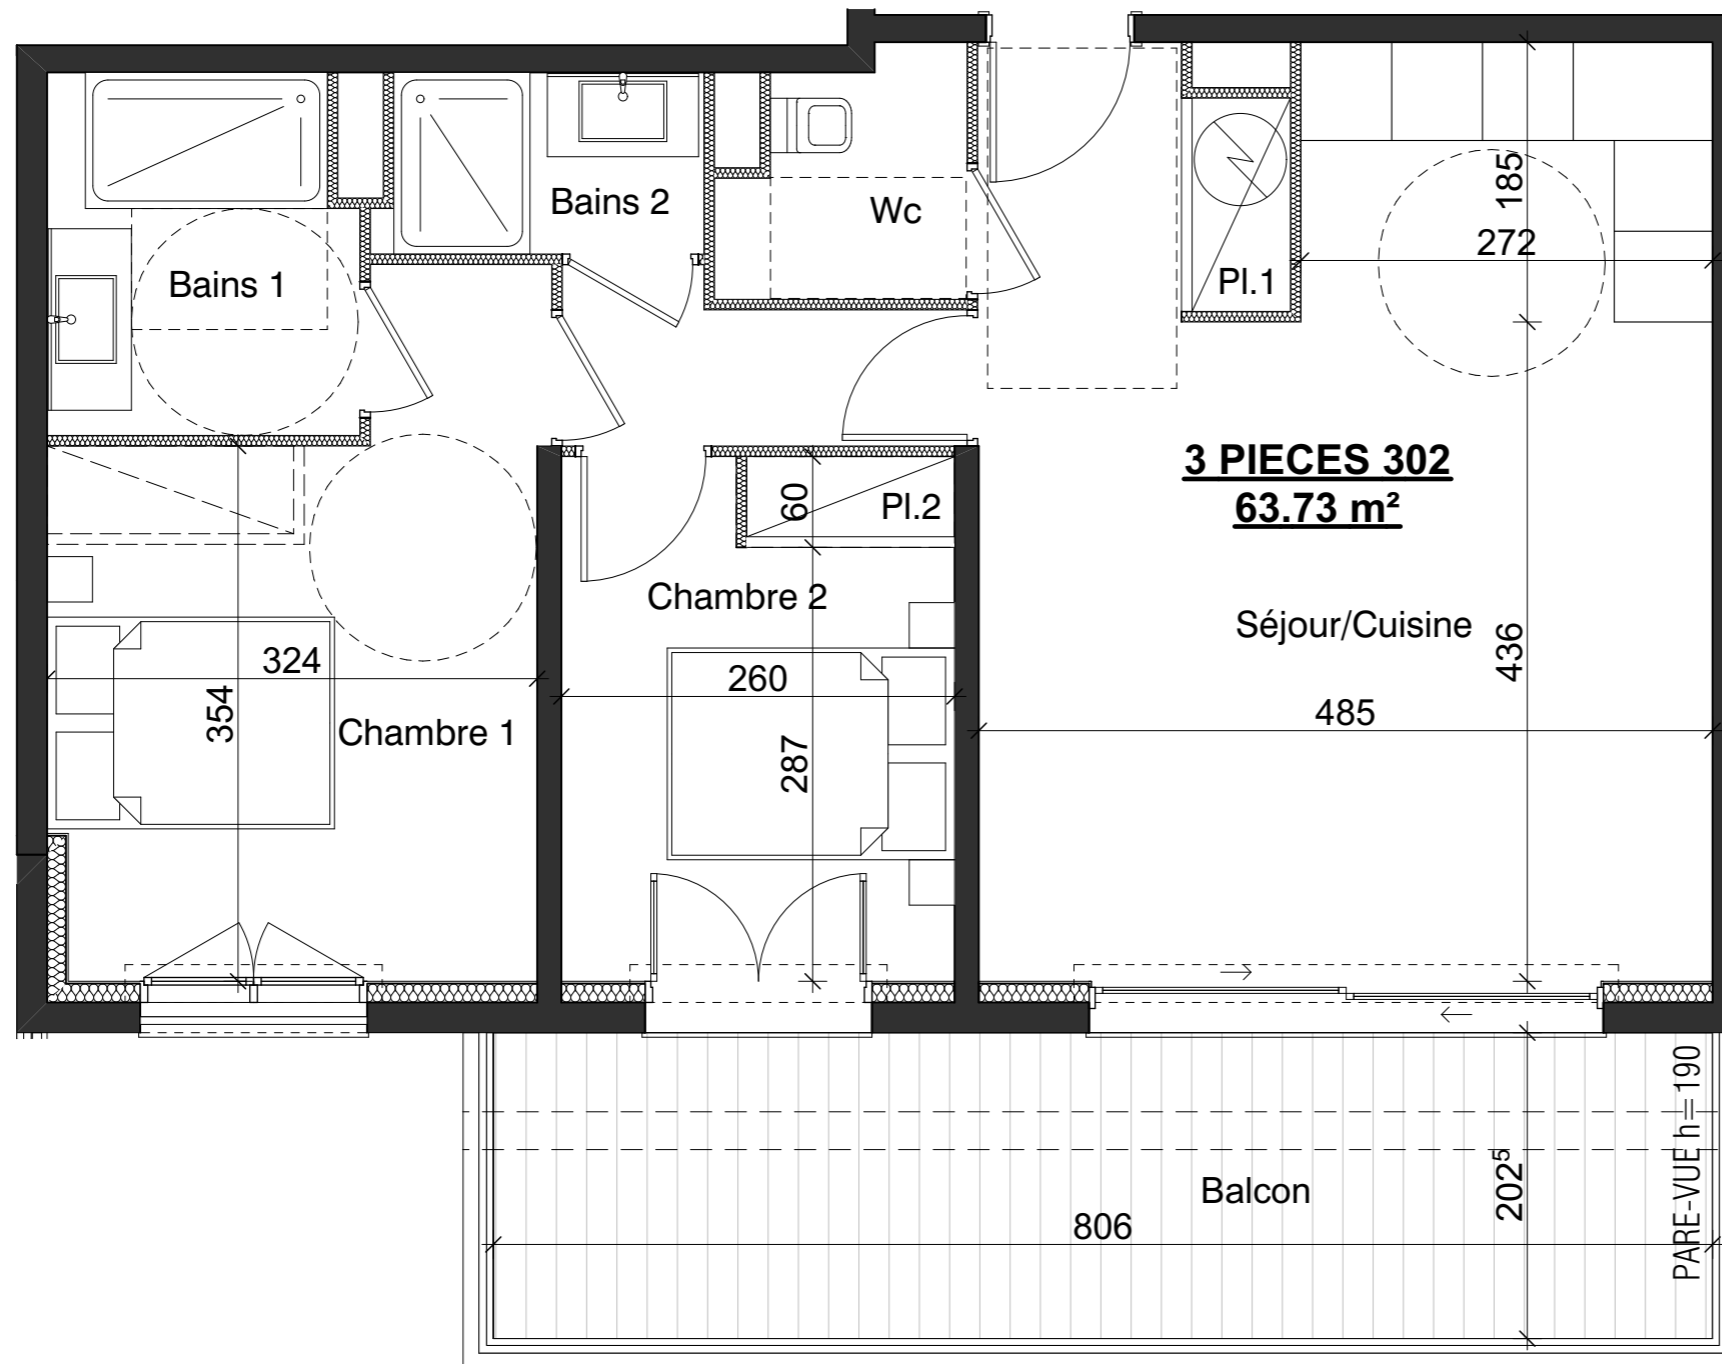 Bains 2
Wc
185
272
Bains 1
Pl.1
3 PIECES 302
63.73 m²
60
Pl.2
Chambre 2
Séjour/Cuisine
436
324
260
354
Chambre 1
485
287
PARE-VUE h=190
Balcon
202⁵
806